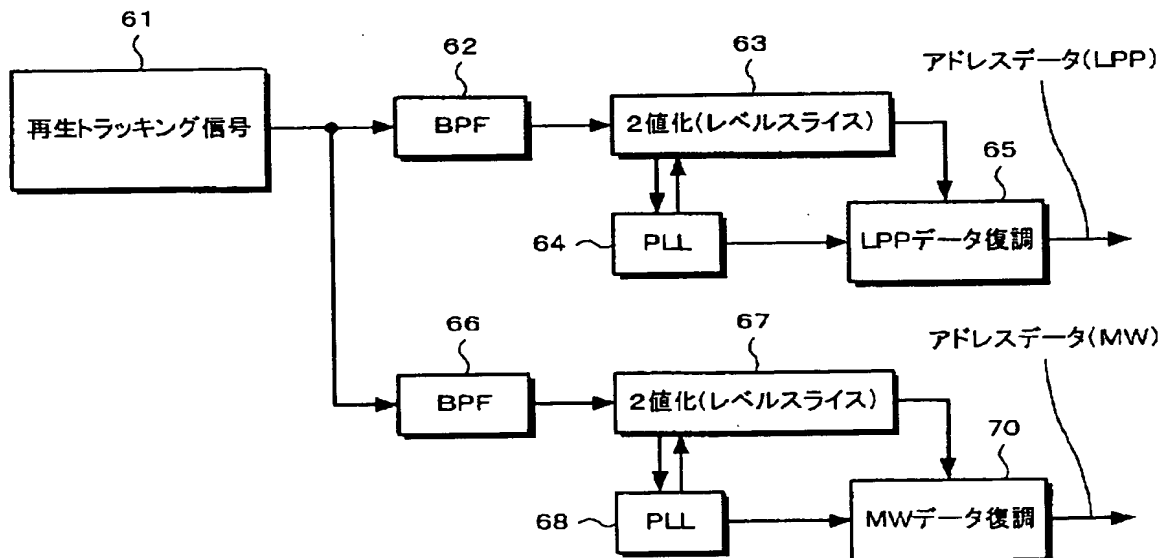 61
再生トラッキング信号
62
BPF
63
2値化(レベルスライス)
アドレスデータ(LPP)
64
PLL
65
LPPデータ復調
66
BPF
67
2値化(レベルスライス)
アドレスデータ(MW)
68
PLL
70
MWデータ復調